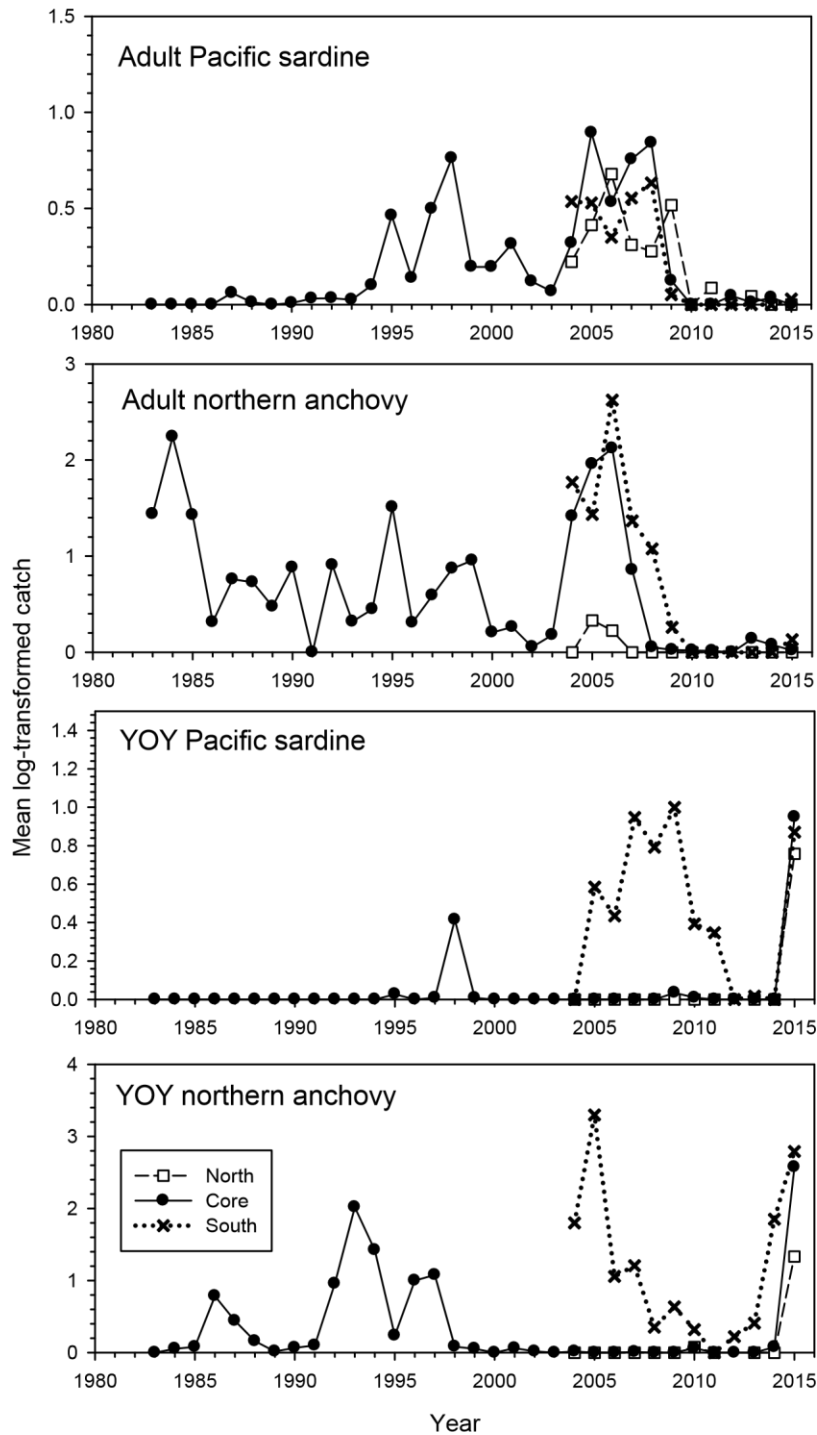 Mean log-transformed catch
1.5
Adult Pacific sardine
1.0
0.5
0.0
1980 1985 1990 1995 2000 2005 2010 2015
3
Adult northern anchovy
2
1
0
1980 1985 1990 1995 2000 2005 2010 2015
1.4
YOY Pacific sardine
1.2
1.0
0.8
0.6
0.4
0.2
0.0
1980 1985 1990 1995 2000 2005 2010 2015
4
YOY northern anchovy
3
North
Core
2
South
1
0
1980 1985 1990 1995 2000 2005 2010 2015
Year